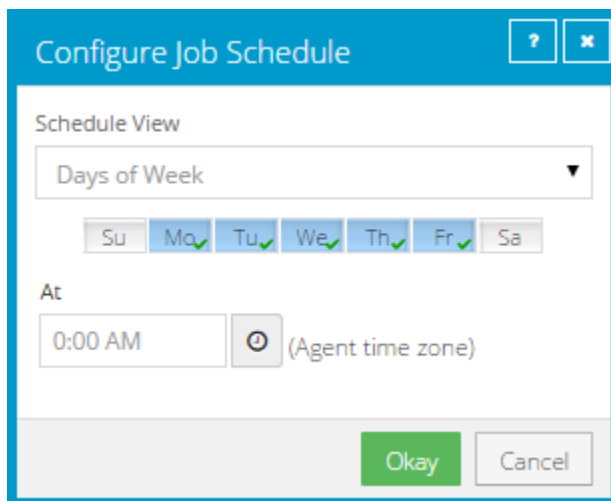 Configure Job Schedule ? ×
Schedule View
Days of Week
Su Mo Tu We Th Fr Sa
At
0:00 AM (Agent time zone)
Okay Cancel